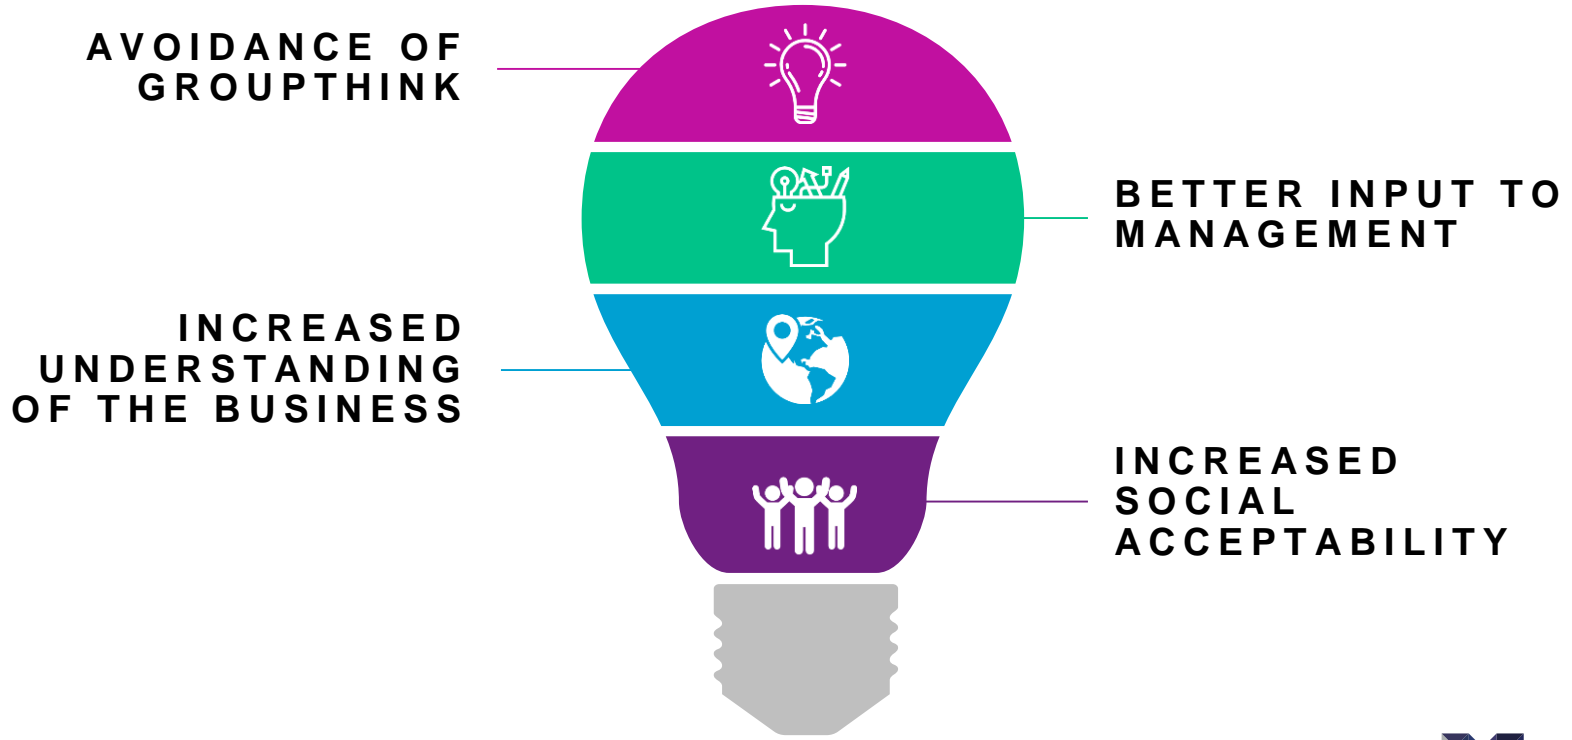 AVOIDANCE OF
GROUPTHINK
BETTER INPUT TO
MANAGEMENT
INCREASED
UNDERSTANDING
OF THE BUSINESS
INCREASED
SOCIAL
ACCEPTABILITY